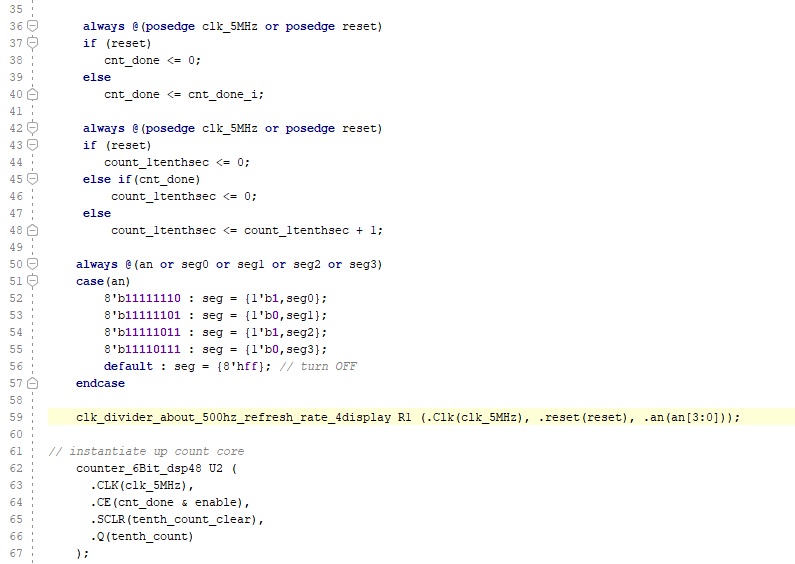 35
36 always @(posedge clk_5MHz or posedge reset)
37 if (reset)
38 cnt_done <= 0;
39 else
40 cnt_done <= cnt_done_i;
41
42 always @(posedge clk_5MHz or posedge reset)
43 if (reset)
44 count_1tenthsec <= 0;
45 else if(cnt_done)
46 count_1tenthsec <= 0;
47 else
48 count_1tenthsec <= count_1tenthsec + 1;
49
50 always @(an or seg0 or seg1 or seg2 or seg3)
51 case(an)
52 8'b11111110 : seg = {1'b1,seg0};
53 8'b11111101 : seg = {1'b0,seg1};
54 8'b11111011 : seg = {1'b1,seg2};
55 8'b11110111 : seg = {1'b0,seg3};
56 default : seg = {8'hff}; // turn OFF
57 endcase
58
59 clk_divider_about_500hz_refresh_rate_4display R1 (.Clk(clk_5MHz), .reset(reset), .an(an[3:0]));
60
61 // instantiate up count core
62 counter_6Bit_dsp48 U2 (
63 .CLK(clk_5MHz),
64 .CE(cnt_done & enable),
65 .SCLR(tenth_count_clear),
66 .Q(tenth_count)
67 );